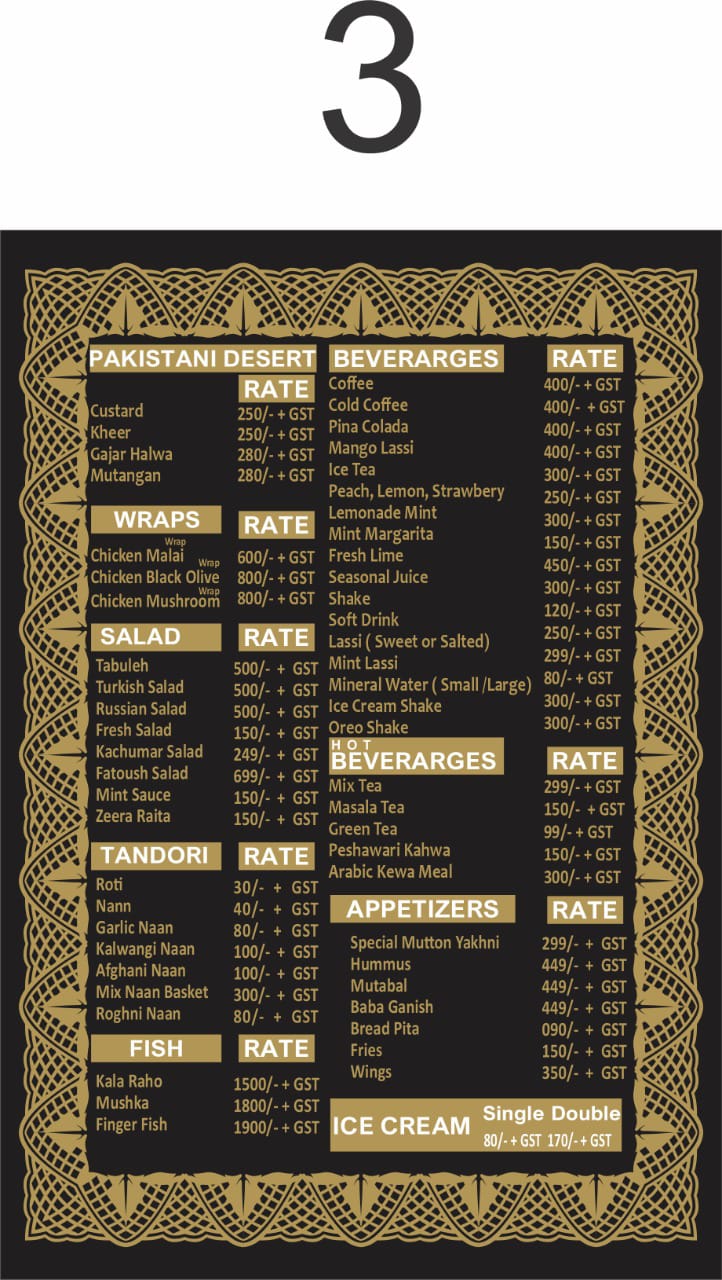 3
PAKISTANI DESERT
RATE
Custard 250/- + GST
Kheer 250/- + GST
Gajar Halwa 280/- + GST
Mutangan 280/- + GST
WRAPS RATE
Chicken Malai Wrap 600/- + GST
Chicken Black Olive Wrap 800/- + GST
Chicken Mushroom Wrap 800/- + GST
SALAD RATE
Tabuleh 500/- + GST
Turkish Salad 500/- + GST
Russian Salad 500/- + GST
Fresh Salad 150/- + GST
Kachumar Salad 249/- + GST
Fatoush Salad 699/- + GST
Mint Sauce 150/- + GST
Zeera Raita 150/- + GST
TANDORI RATE
Roti 30/- + GST
Nann 40/- + GST
Garlic Naan 80/- + GST
Kalwangi Naan 100/- + GST
Afghani Naan 100/- + GST
Mix Naan Basket 300/- + GST
Roghni Naan 80/- + GST
FISH RATE
Kala Raho 1500/- + GST
Mushka 1800/- + GST
Finger Fish 1900/- + GST
BEVERARGES
Coffee
Cold Coffee
Pina Colada
Mango Lassi
Ice Tea
Peach, Lemon, Strawbery
Lemonade Mint
Mint Margarita
Fresh Lime
Seasonal Juice
Shake
Soft Drink
Lassi ( Sweet or Salted)
Mint Lassi
Mineral Water ( Small /Large)
Ice Cream Shake
Oreo Shake
RATE
400/- + GST
400/- + GST
400/- + GST
400/- + GST
300/- + GST
250/- + GST
300/- + GST
150/- + GST
450/- + GST
300/- + GST
120/- + GST
250/- + GST
299/- + GST
80/- + GST
300/- + GST
300/- + GST
HOT
BEVERARGES RATE
Mix Tea 299/- + GST
Masala Tea 150/- + GST
Green Tea 99/- + GST
Peshawari Kahwa 150/- + GST
Arabic Kewa Meal 300/- + GST
APPETIZERS RATE
Special Mutton Yakhni 299/- + GST
Hummus 449/- + GST
Mutabal 449/- + GST
Baba Ganish 449/- + GST
Bread Pita 090/- + GST
Fries 150/- + GST
Wings 350/- + GST
ICE CREAM Single Double
80/- + GST 170/- + GST